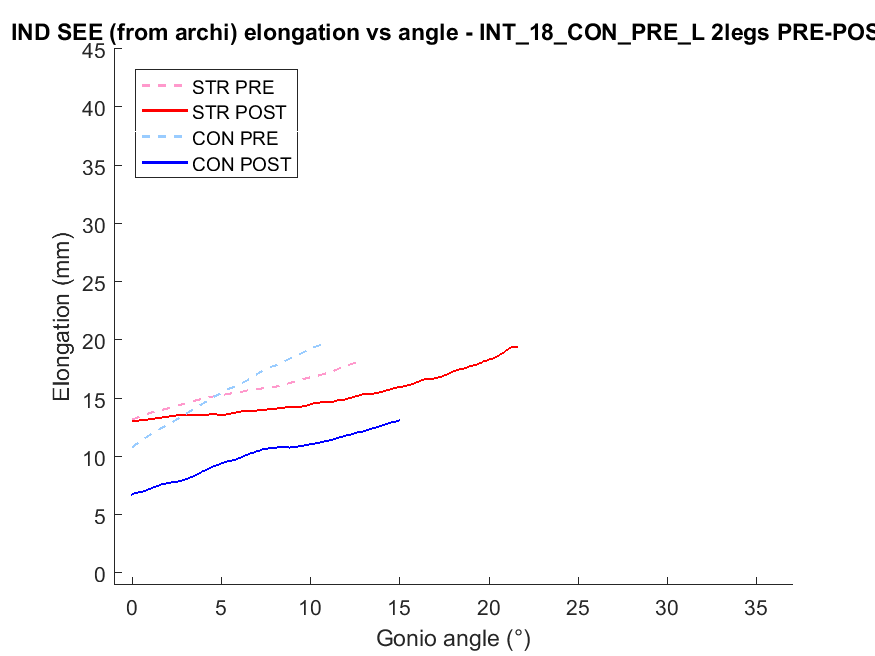 IND SEE (from archi) elongation vs angle - INT_18_CON_PRE_L 2legs PRE-POS
45
40
35
30
25
20
15
10
5
0
Elongation (mm)
STR PRE
STR POST
CON PRE
CON POST
0 5 10 15 20 25 30 35
Gonio angle (°)